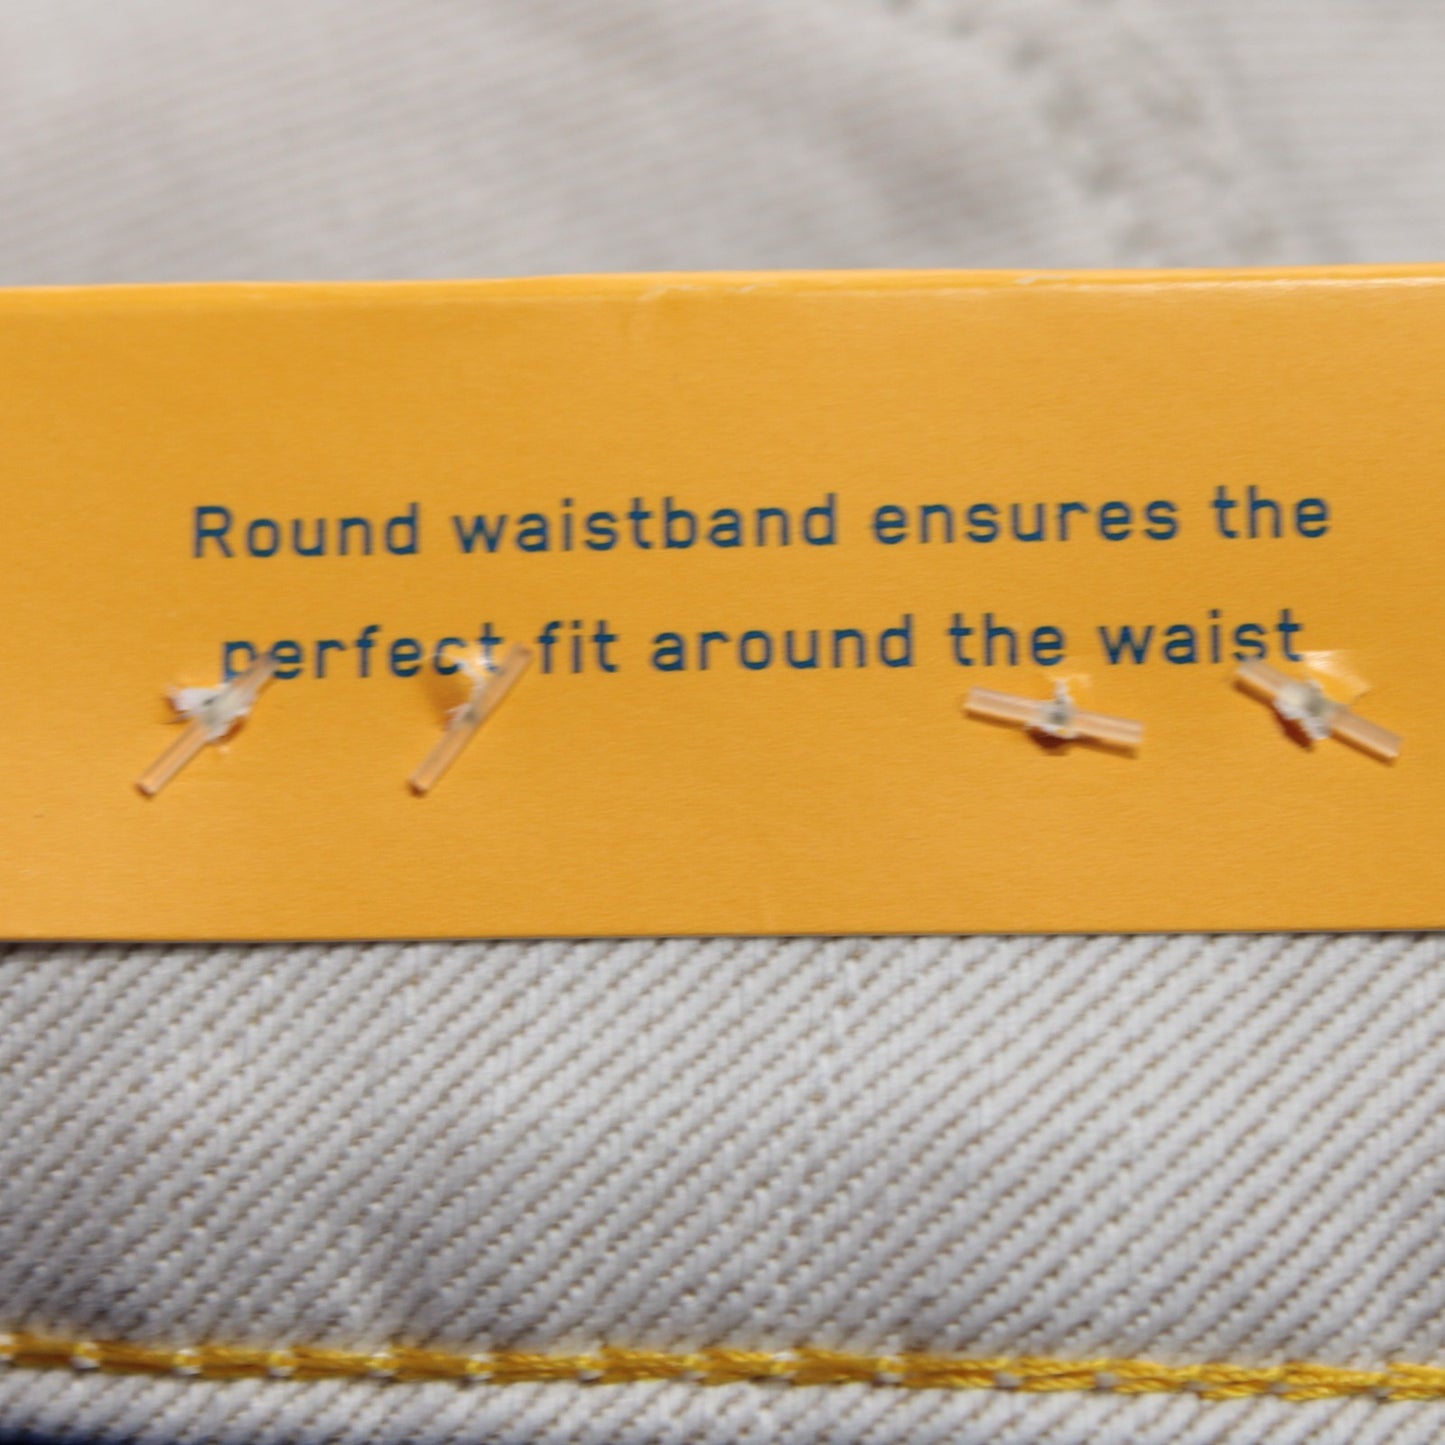 Round waistband ensures the
perfect fit around the waist